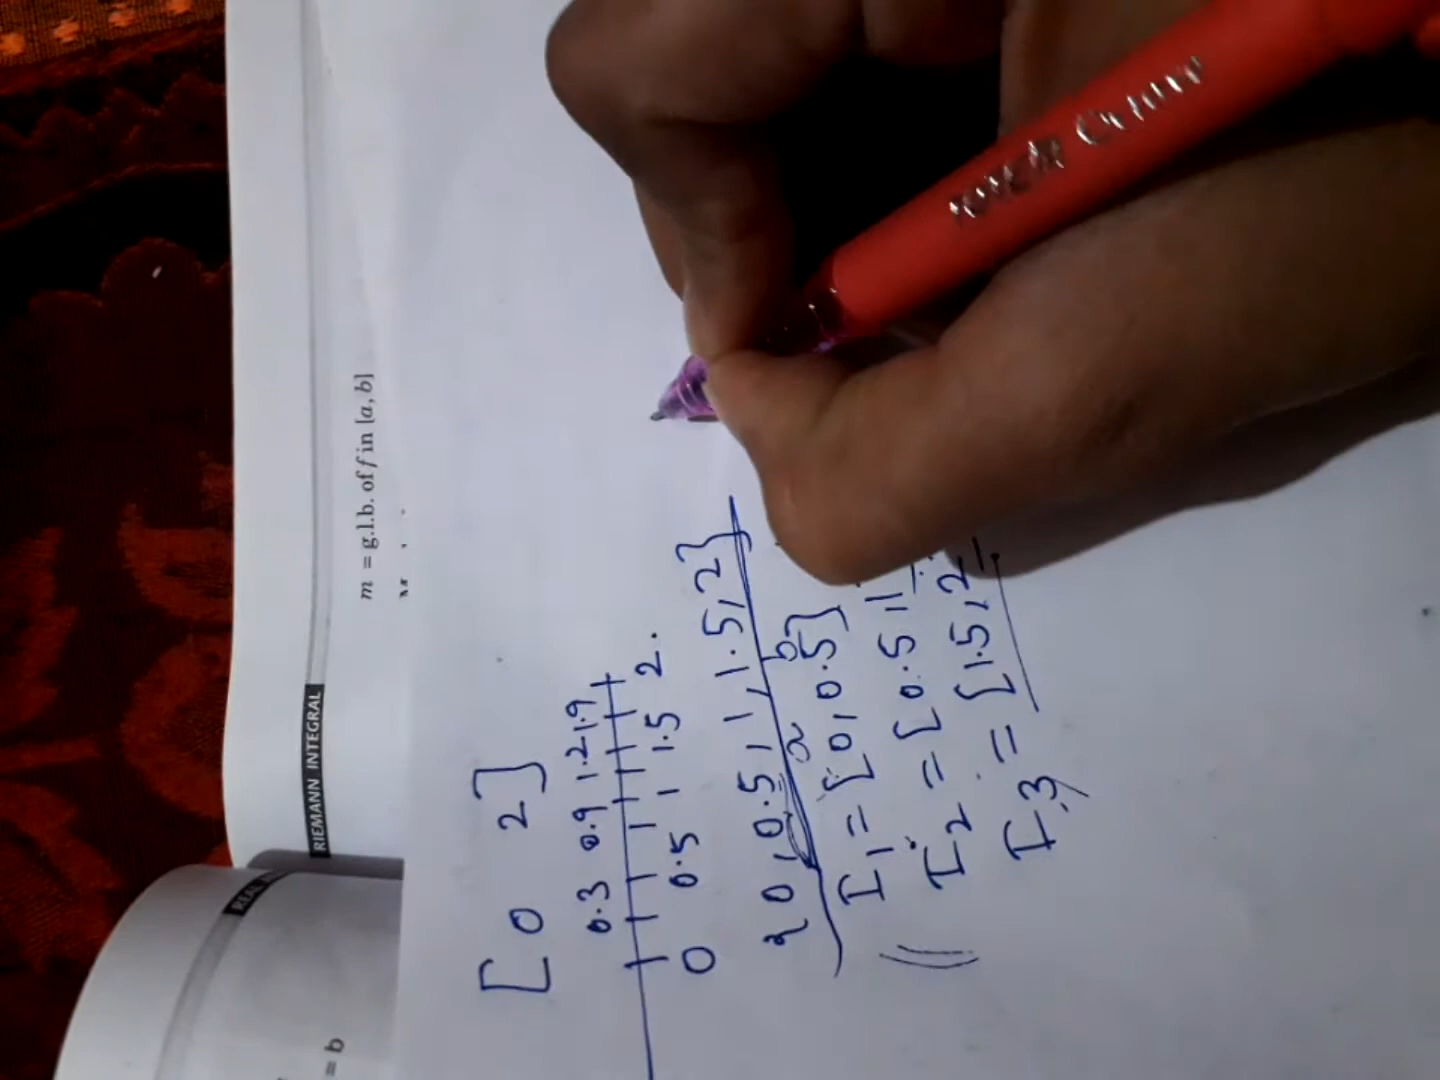 RIEMANN INTEGRAL
m = g.l.b. of f in [a, b]
= b
[0 2]
0.3 0.9 1.2 1.9
0 0.5 1 1.5 2.
{0, 0.5, 1, 1.5, 2}
a b
I1 = [0, 0.5]
I2 = [0.5, 1
I3 = [1.5, 2